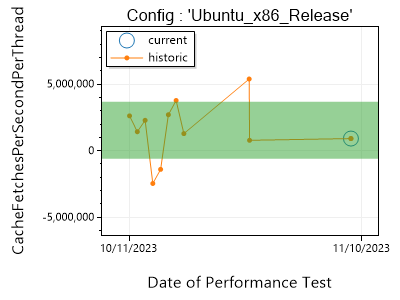 Config : 'Ubuntu_x86_Release'
current
historic
CacheFetchesPerSecondPerThread
5,000,000
0
-5,000,000
10/11/2023
11/10/2023
Date of Performance Test